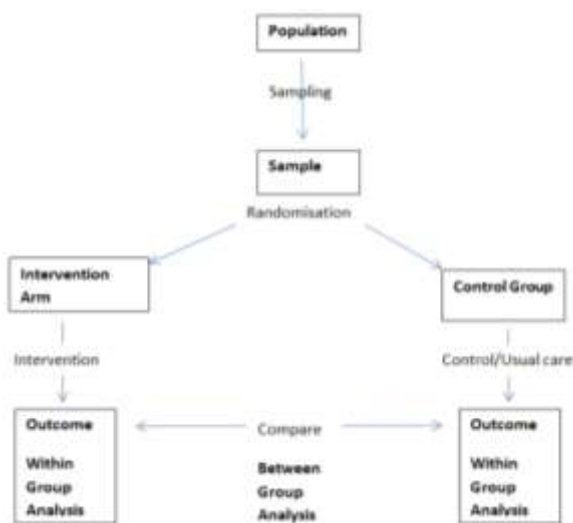 Population
Sampling
Sample
Randomisation
Intervention
Arm
Control Group
Intervention
Control/Usual care
Outcome
Within
Group
Analysis
Compare
Between
Group
Analysis
Outcome
Within
Group
Analysis